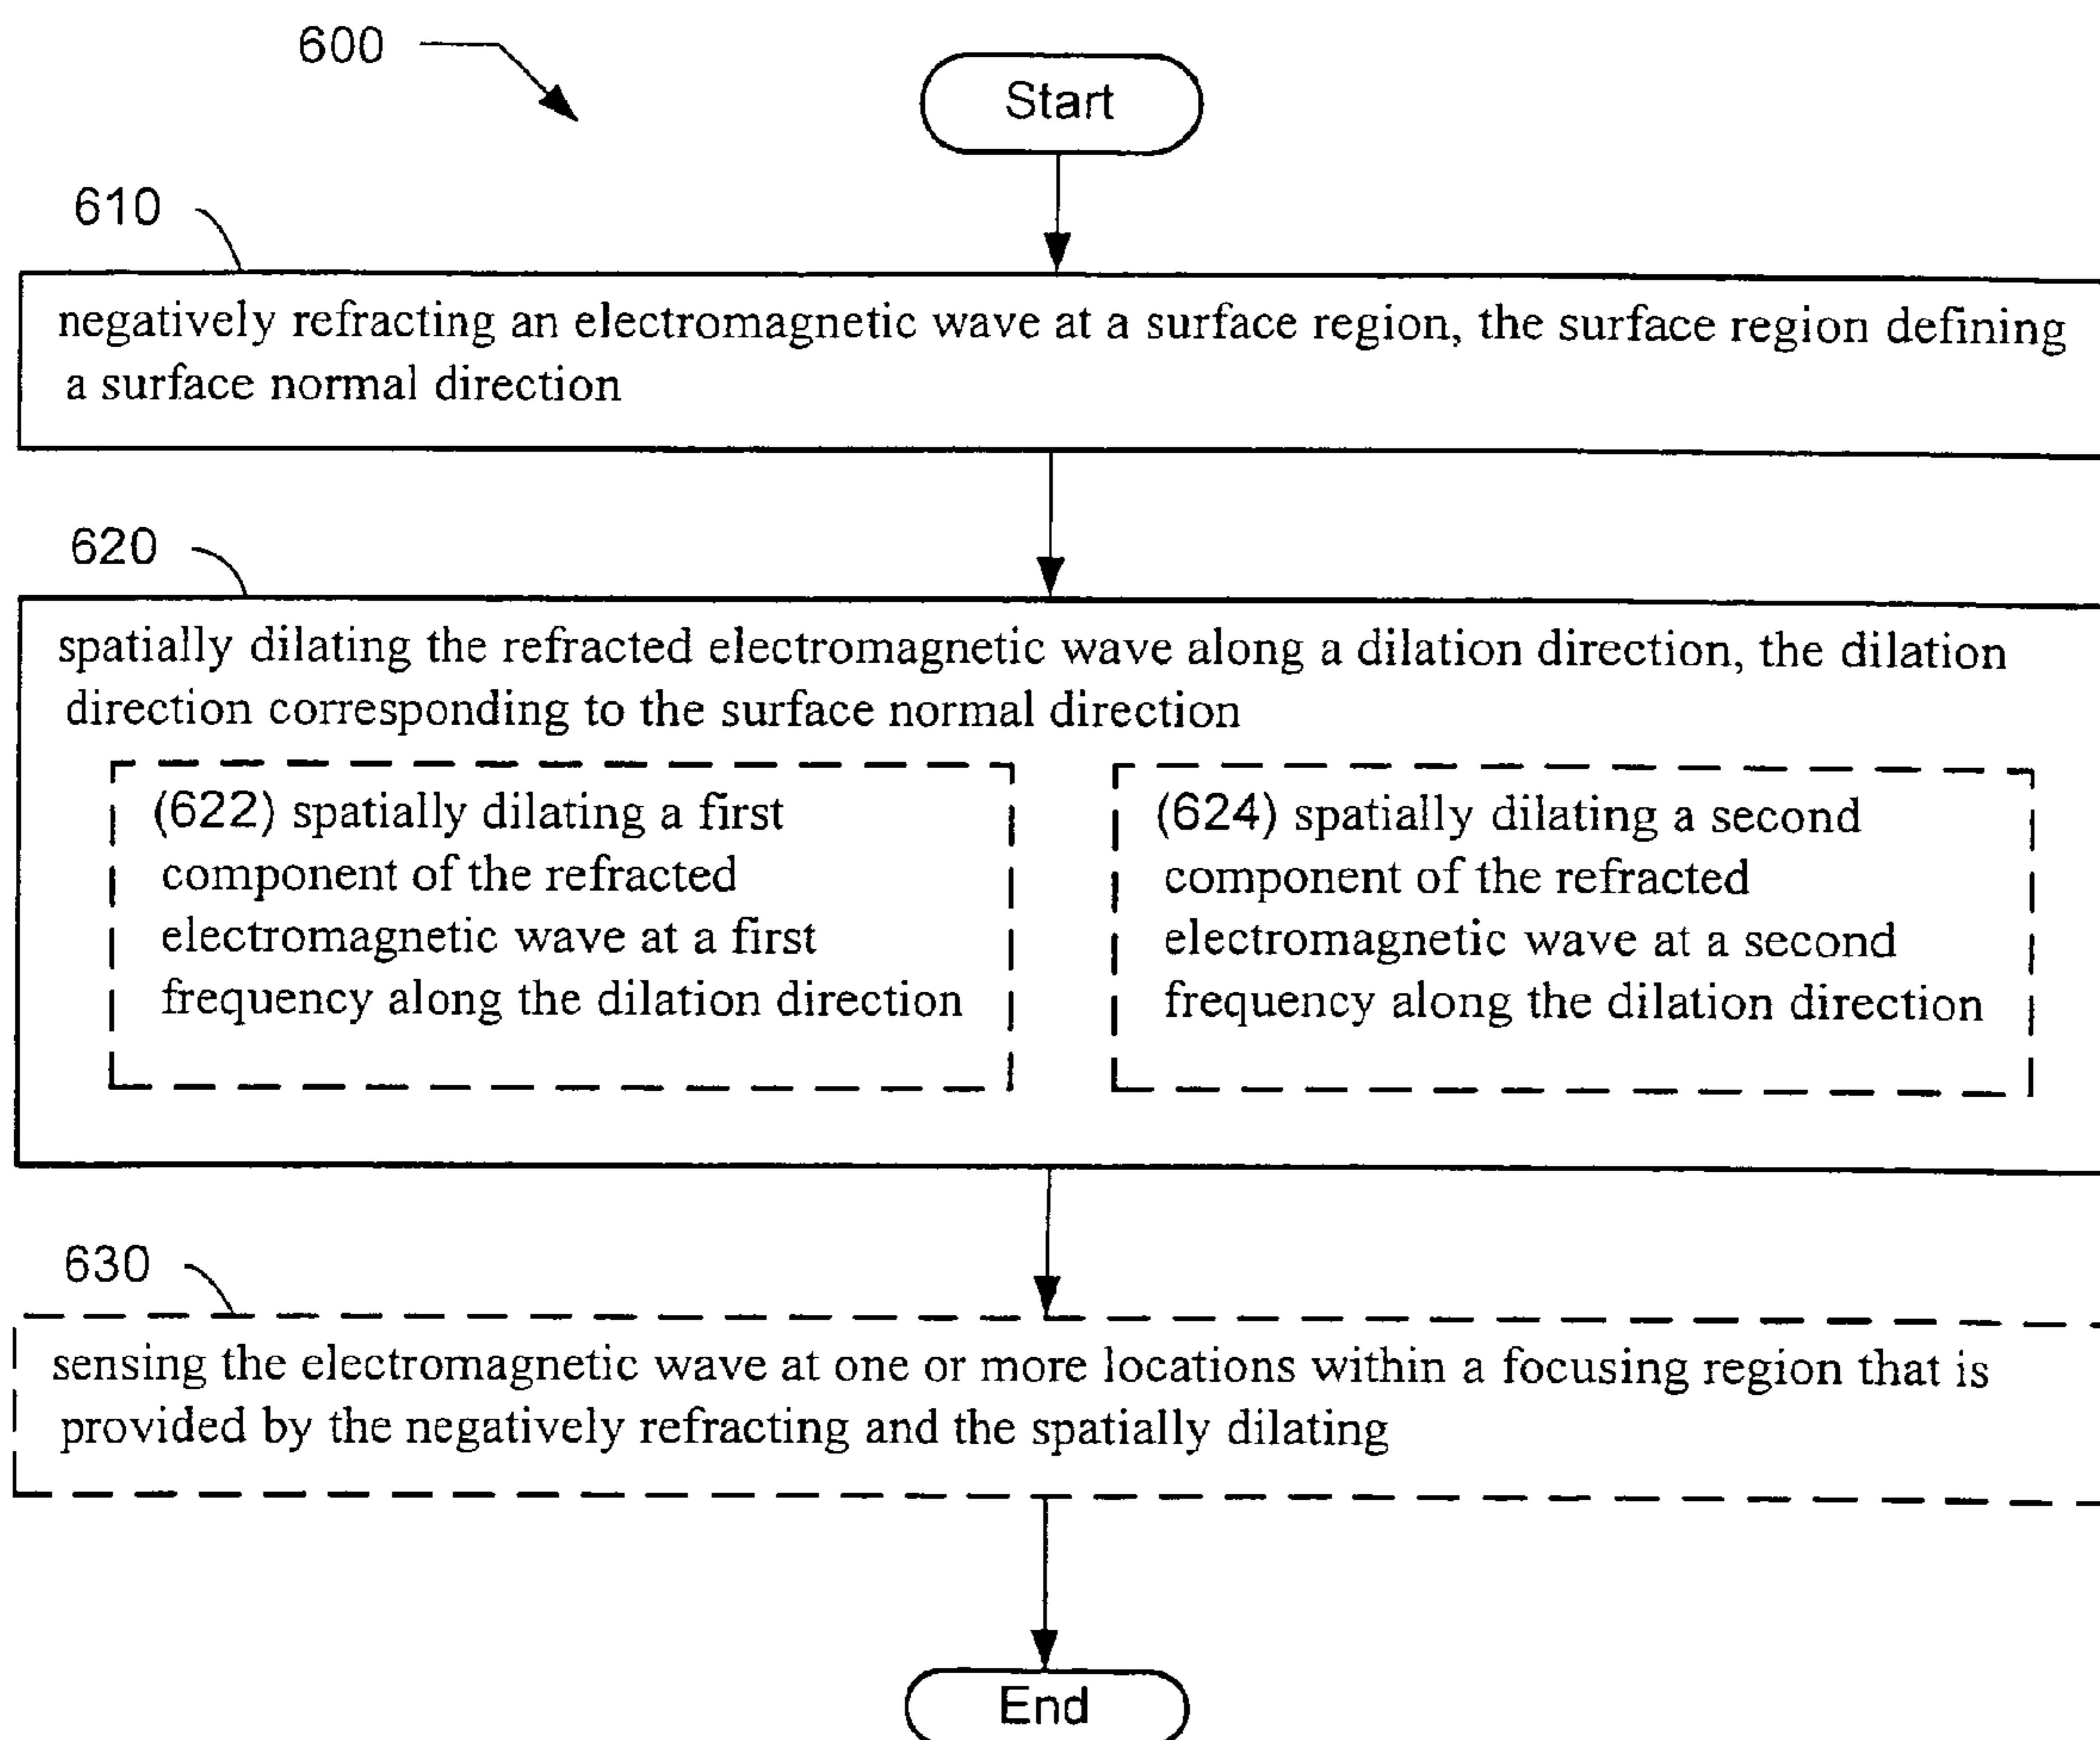 600
Start
610
negatively refracting an electromagnetic wave at a surface region, the surface region defining
a surface normal direction
620
spatially dilating the refracted electromagnetic wave along a dilation direction, the dilation
direction corresponding to the surface normal direction
(622) spatially dilating a first
component of the refracted
electromagnetic wave at a first
frequency along the dilation direction
(624) spatially dilating a second
component of the refracted
electromagnetic wave at a second
frequency along the dilation direction
630
sensing the electromagnetic wave at one or more locations within a focusing region that is
provided by the negatively refracting and the spatially dilating
End